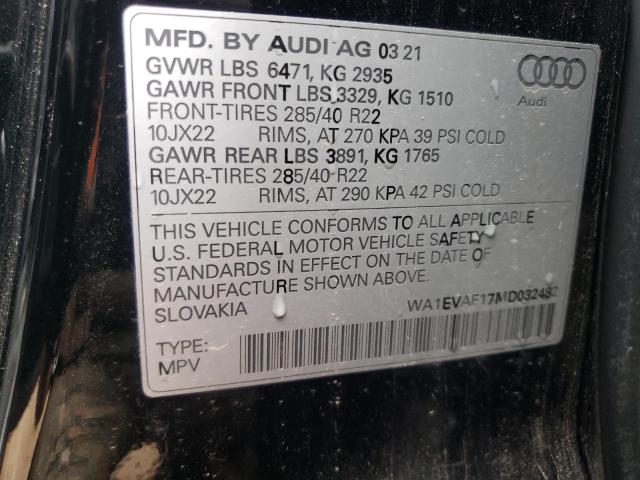 MFD. BY AUDI AG 03 21
GVWR LBS 6471, KG 2935
GAWR FRONT LBS 3329, KG 1510
FRONT-TIRES 285/40 R22
10JX22 RIMS, AT 270 KPA 39 PSI COLD
GAWR REAR LBS 3891, KG 1765
REAR-TIRES 285/40 R22
10JX22 RIMS, AT 290 KPA 42 PSI COLD
Audi
THIS VEHICLE CONFORMS TO ALL APPLICABLE
U.S. FEDERAL MOTOR VEHICLE SAFETY
STANDARDS IN EFFECT ON THE DATE OF
MANUFACTURE SHOWN ABOVE.
SLOVAKIA WA1EVAF17MD032482
TYPE:
MPV